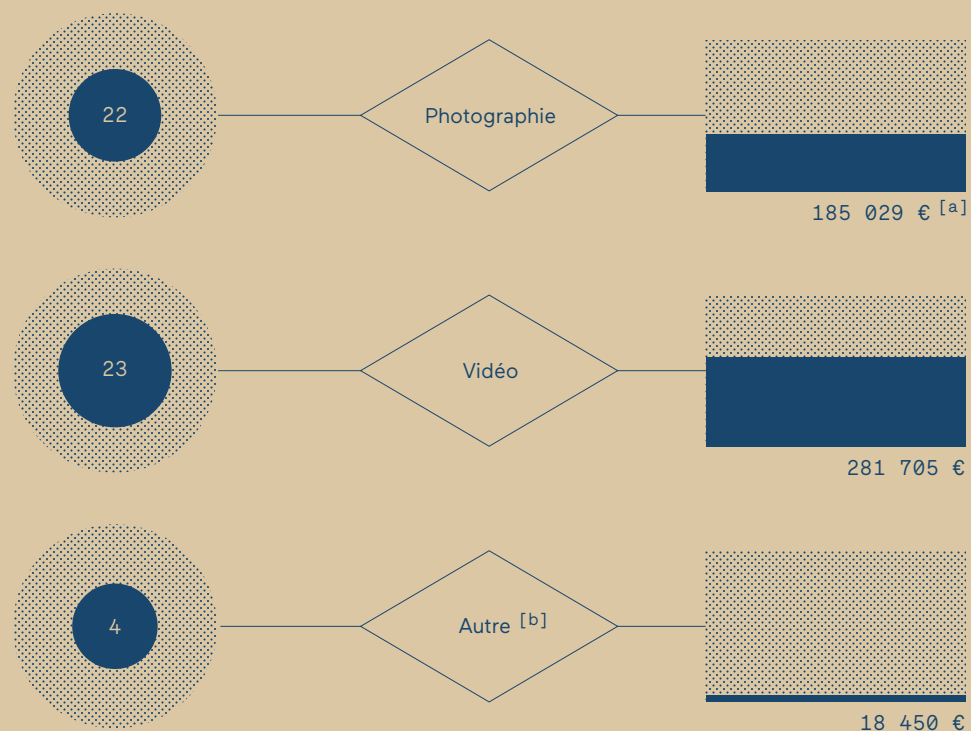 22
Photographie
185 029 € [a]
23
Vidéo
281 705 €
4
Autre [b]
18 450 €